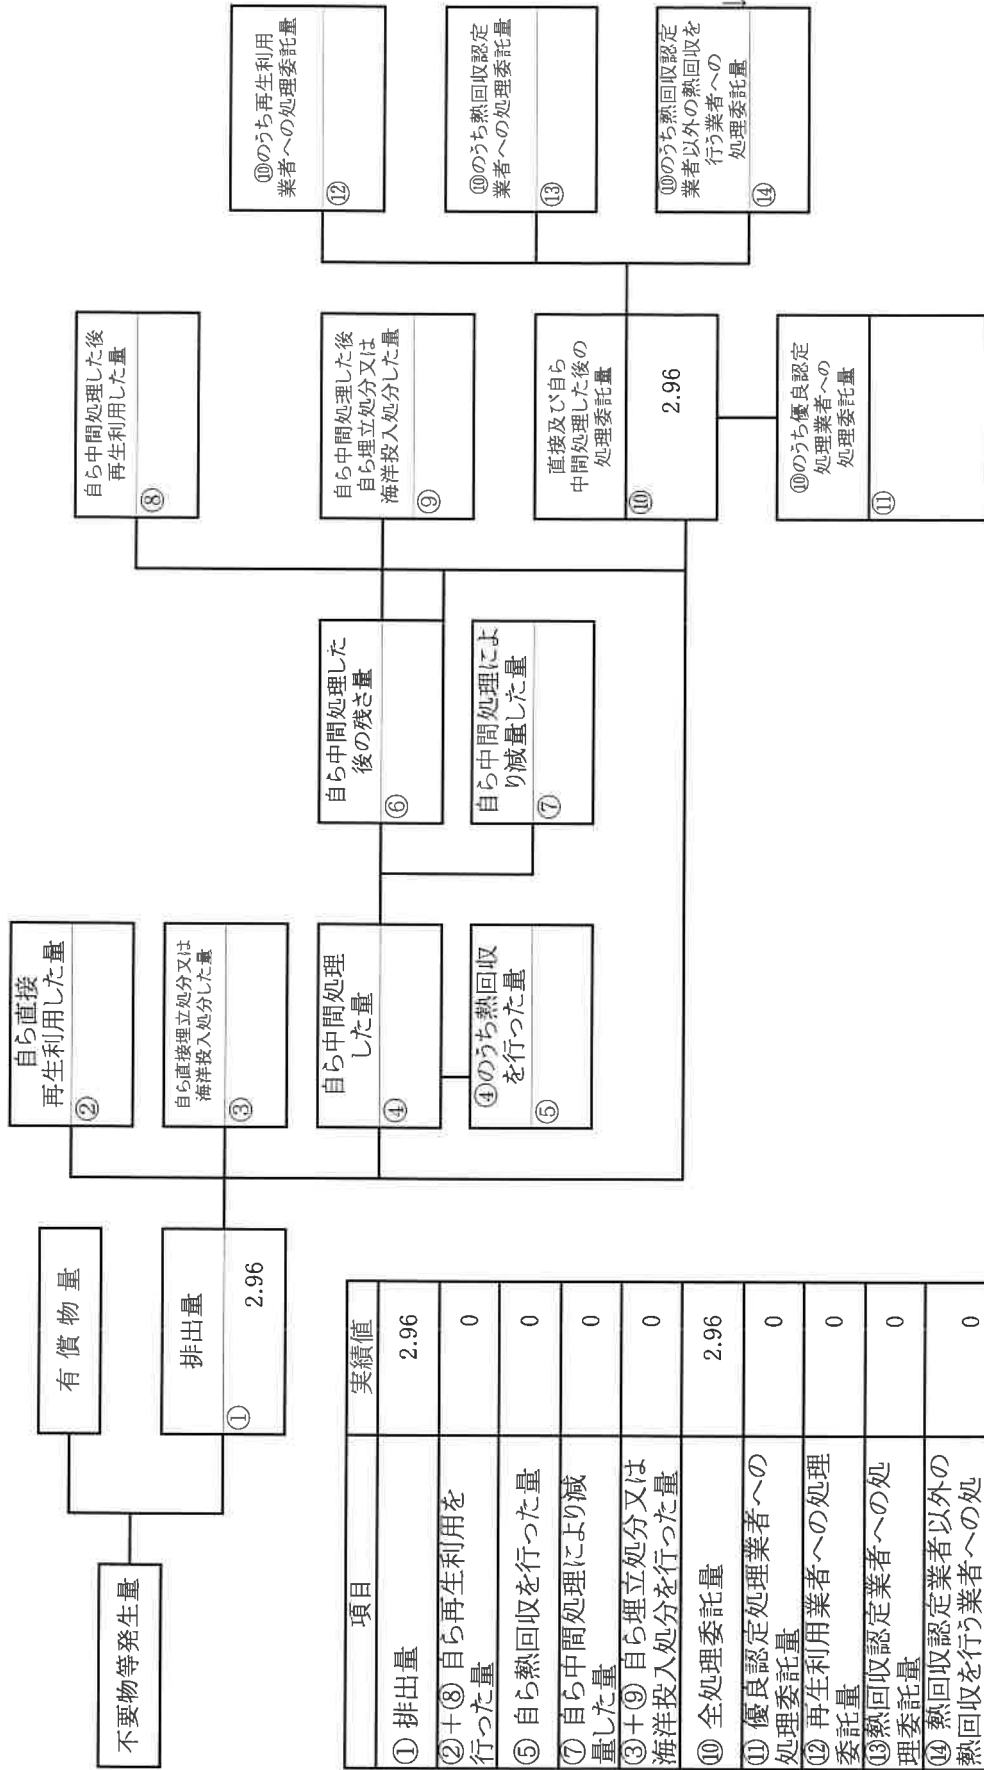 不要物等発生量
有償物量
排出量
①
2.96
自ら直接
再生利用した量
②
自ら直接埋立処分又は
海洋投入処分した量
③
自ら中間処理
した量
④
④のうち熱回収
を行った量
⑤
自ら中間処理した
後の残さ量
⑥
自ら中間処理によ
り減量した量
⑦
自ら中間処理した後
再生利用した量
⑧
自ら中間処理した後
自ら埋立処分又は
海洋投入処分した量
⑨
直接及び自ら
中間処理した後の
処理委託量
⑩
2.96
⑩のうち優良認定
処理業者への
処理委託量
⑪
⑩のうち再生利用
業者への処理委託量
⑫
⑩のうち熱回収認定
業者への処理委託量
⑬
⑩のうち熱回収認定
業者以外の熱回収を
行う業者への
処理委託量
⑭
項目 実績値
① 排出量 2.96
②+⑧ 自ら再生利用を
行った量 0
⑤ 自ら熱回収を行った量 0
⑦ 自ら中間処理により減
量した量 0
③+⑨ 自ら埋立処分又は
海洋投入処分を行った量 0
⑩ 全処理委託量 2.96
⑪ 優良認定処理業者への
処理委託量 0
⑫ 再生利用業者への処理
委託量 0
⑬熱回収認定業者への処
理委託量 0
⑭ 熱回収認定業者以外の
熱回収を行う業者への処 0